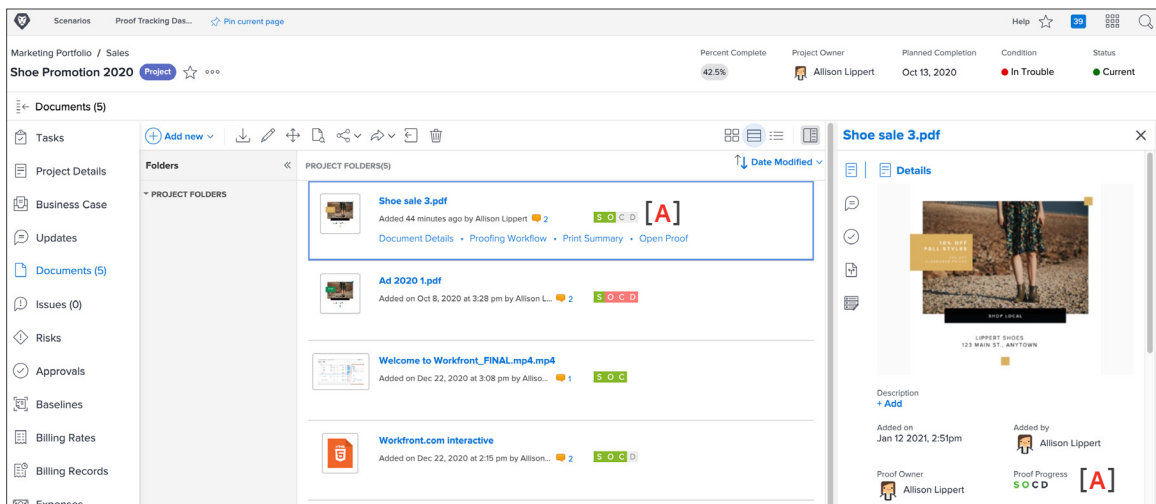 Scenarios Proof Tracking Das... Pin current page Help 39
Marketing Portfolio / Sales
Shoe Promotion 2020 Project
Percent Complete Project Owner Planned Completion Condition Status
42.5% Allison Lippert Oct 13, 2020 In Trouble Current
Documents (5)
Tasks
Project Details
Business Case
Updates
Documents (5)
Issues (0)
Risks
Approvals
Baselines
Billing Rates
Billing Records
Expenses
Add new
Folders
PROJECT FOLDERS
PROJECT FOLDERS(5)
Date Modified
Shoe sale 3.pdf
Added 44 minutes ago by Allison Lippert 2 S O C D [A]
Document Details • Proofing Workflow • Print Summary • Open Proof
Ad 2020 1.pdf
Added on Oct 8, 2020 at 3:28 pm by Allison L... 2 S O C D
Welcome to Workfront_FINAL.mp4.mp4
Added on Dec 22, 2020 at 3:08 pm by Alliso... 1 S O C
HTML
5
Workfront.com interactive
Added on Dec 22, 2020 at 2:15 pm by Allison... 2 S O C D
Shoe sale 3.pdf
Details
10% OFF
FALL STYLES
SHOP LOCAL
LIPPERT SHOES
123 MAIN ST., ANYTOWN
Description
+ Add
Added on Added by
Jan 12 2021, 2:51pm Allison Lippert
Proof Owner Proof Progress
Allison Lippert S O C D [A]